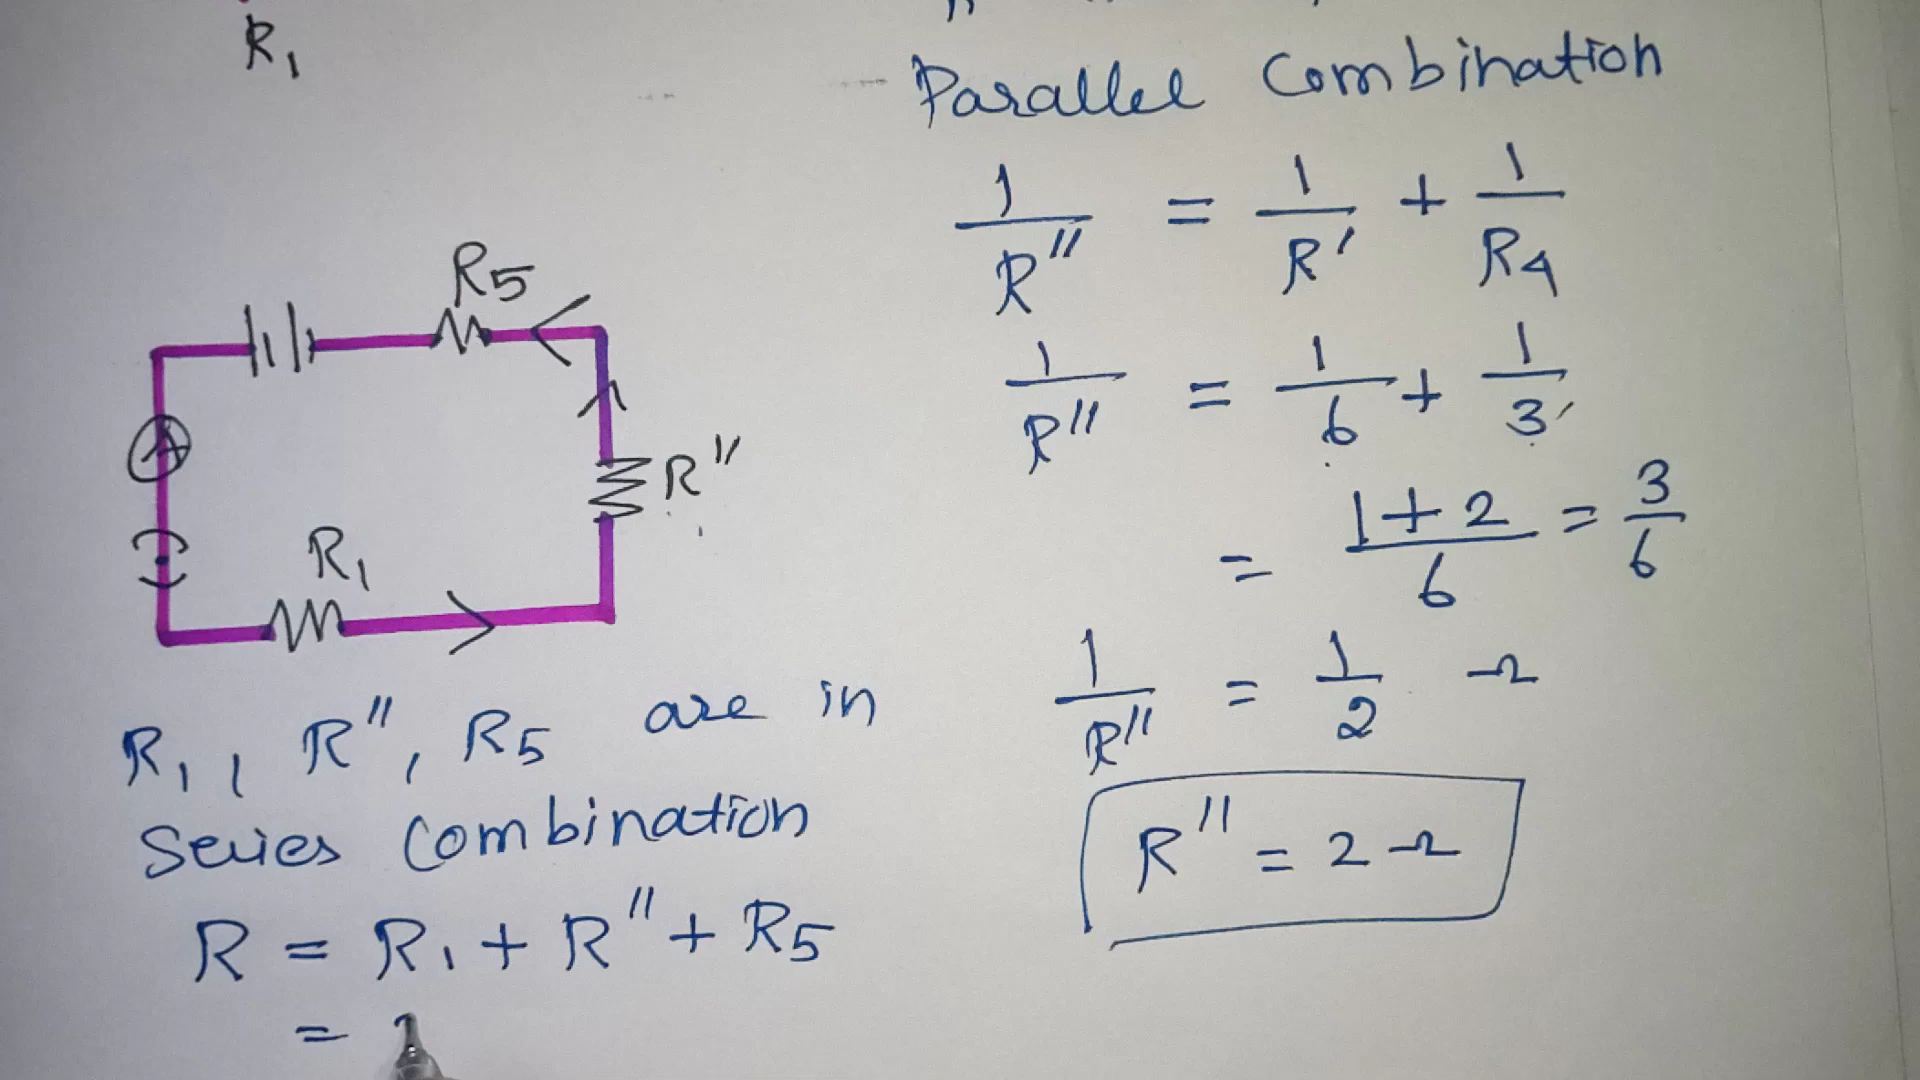 R₁
Parallel Combination
1/R'' = 1/R' + 1/R4
1/R'' = 1/6 + 1/3
= 1+2/6 = 3/6
1/R'' = 1/2 Ω
R'' = 2 Ω
R5
A
R''
R₁
R₁, R'', R5 are in
Series Combination
R = R₁ + R'' + R5
=